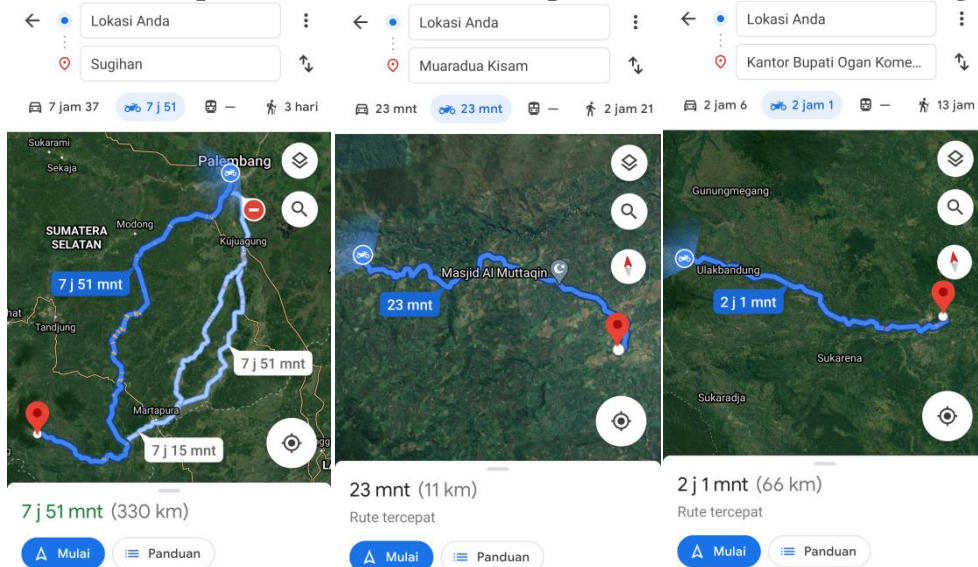 Lokasi Anda
Sugihan
7 jam 37
7 j 51
—
3 hari
Sukarami
Sekaja
Palembang
SUMATERA
SELATAN
Modong
Kujuagung
7 j 51 mnt
hat
Tandjung
7 j 51 mnt
Martapura
7 j 15 mnt
7 j 51 mnt (330 km)
Mulai
Panduan
Lokasi Anda
Muaradua Kisam
23 mnt
23 mnt
—
2 jam 21
Masjid Al Muttaqin
23 mnt
23 mnt (11 km)
Rute tercepat
Mulai
Panduan
Lokasi Anda
Kantor Bupati Ogan Kome...
2 jam 6
2 jam 1
—
13 jam
Gunungmegang
Ulakbandung
2 j 1 mnt
Sukarena
Sukaradja
2 j 1 mnt (66 km)
Rute tercepat
Mulai
Panduan